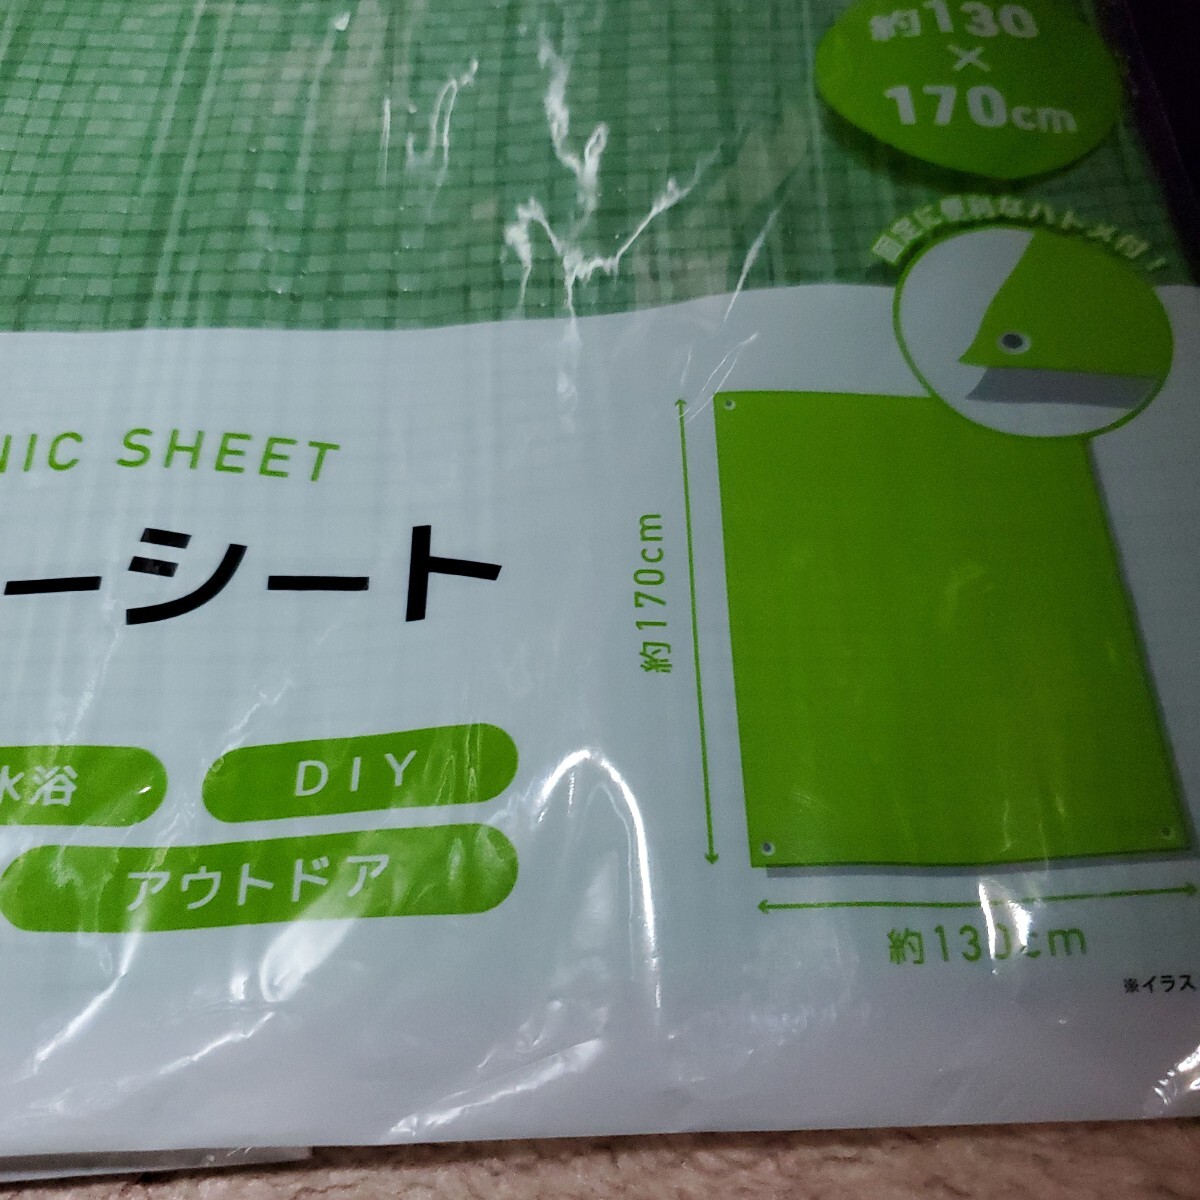 約130
×
170cm
固定に便利なハトメ付!
NIC SHEET
ーシート
約170cm
水浴
DIY
アウトドア
約130cm
※イラス